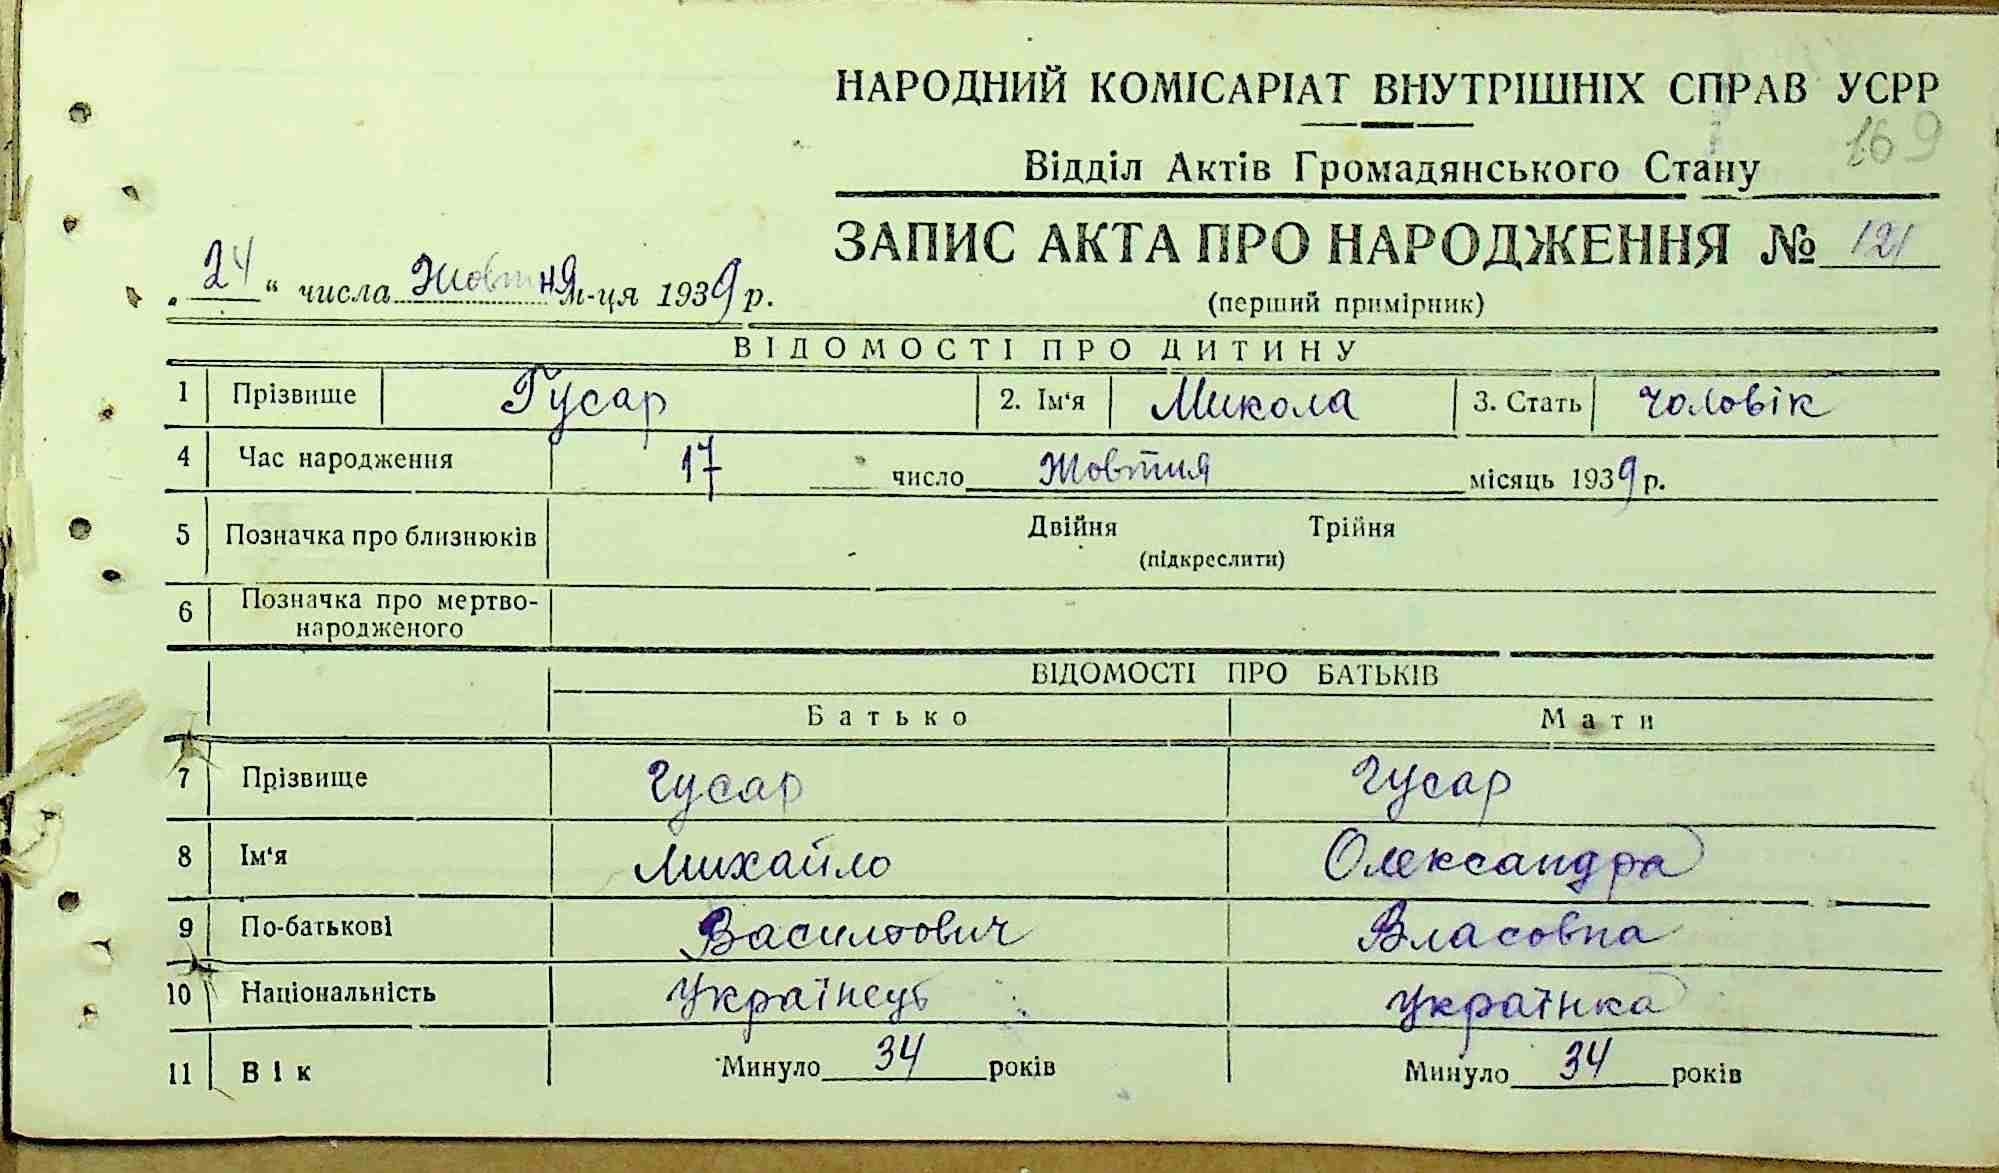 НАРОДНИЙ КОМІСАРІАТ ВНУТРІШНІХ СПРАВ УСРР
169
Відділ Актів Громадянського Стану
ЗАПИС АКТА ПРО НАРОДЖЕННЯ № 121
„24“ числа Жовтня м-ця 1939 р.
(перший примірник)
ВІДОМОСТІ ПРО ДИТИНУ
1 Прізвище Гусар 2. Ім'я Микола 3. Стать чоловік
4 Час народження 17 число Жовтня місяць 1939 р.
5 Позначка про близнюків Двійня Трійня
(підкреслити)
6 Позначка про мертво-
народженого
ВІДОМОСТІ ПРО БАТЬКІВ
Батько Мати
7 Прізвище Гусар Гусар
8 Ім'я Михайло Олександра
9 По-батькові Васильович Власовна
10 Національність Українець Українка
11 Вік Минуло 34 років Минуло 34 років